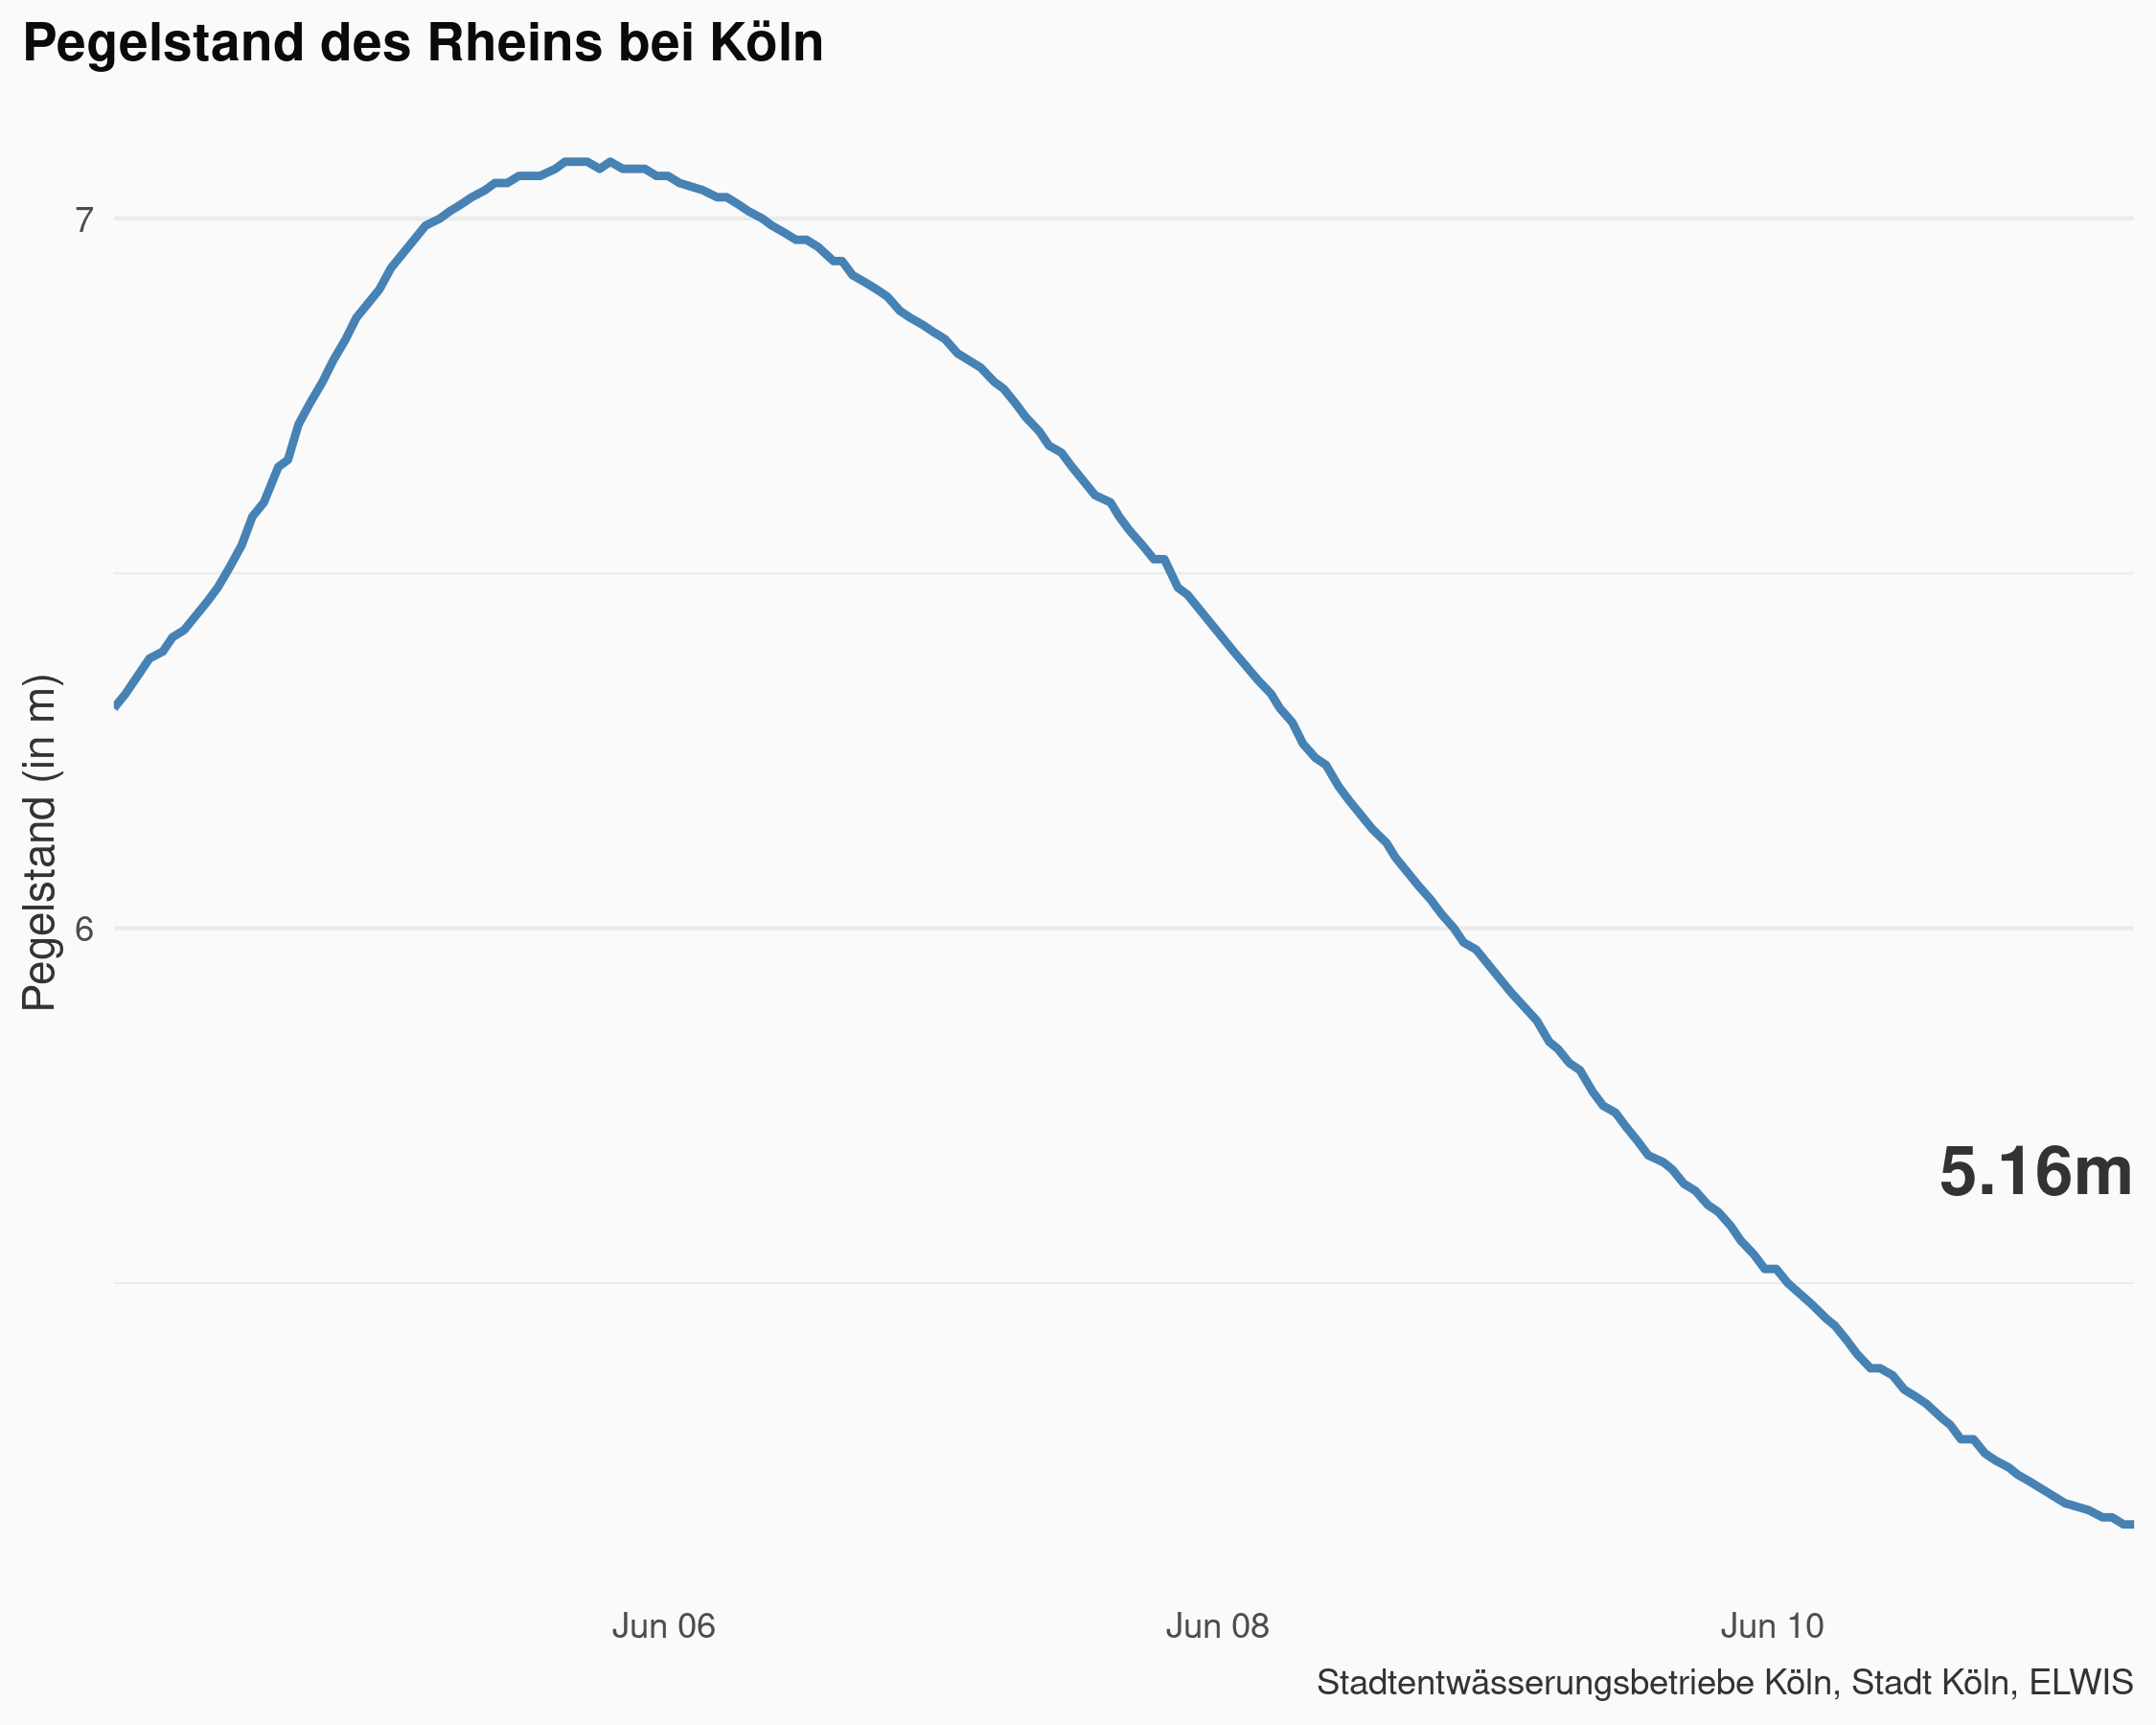 Pegelstand des Rheins bei Köln
Pegelstand (in m)
7
6
5.16m
Jun 06
Jun 08
Jun 10
Stadtentwässerungsbetriebe Köln, Stadt Köln, ELWIS